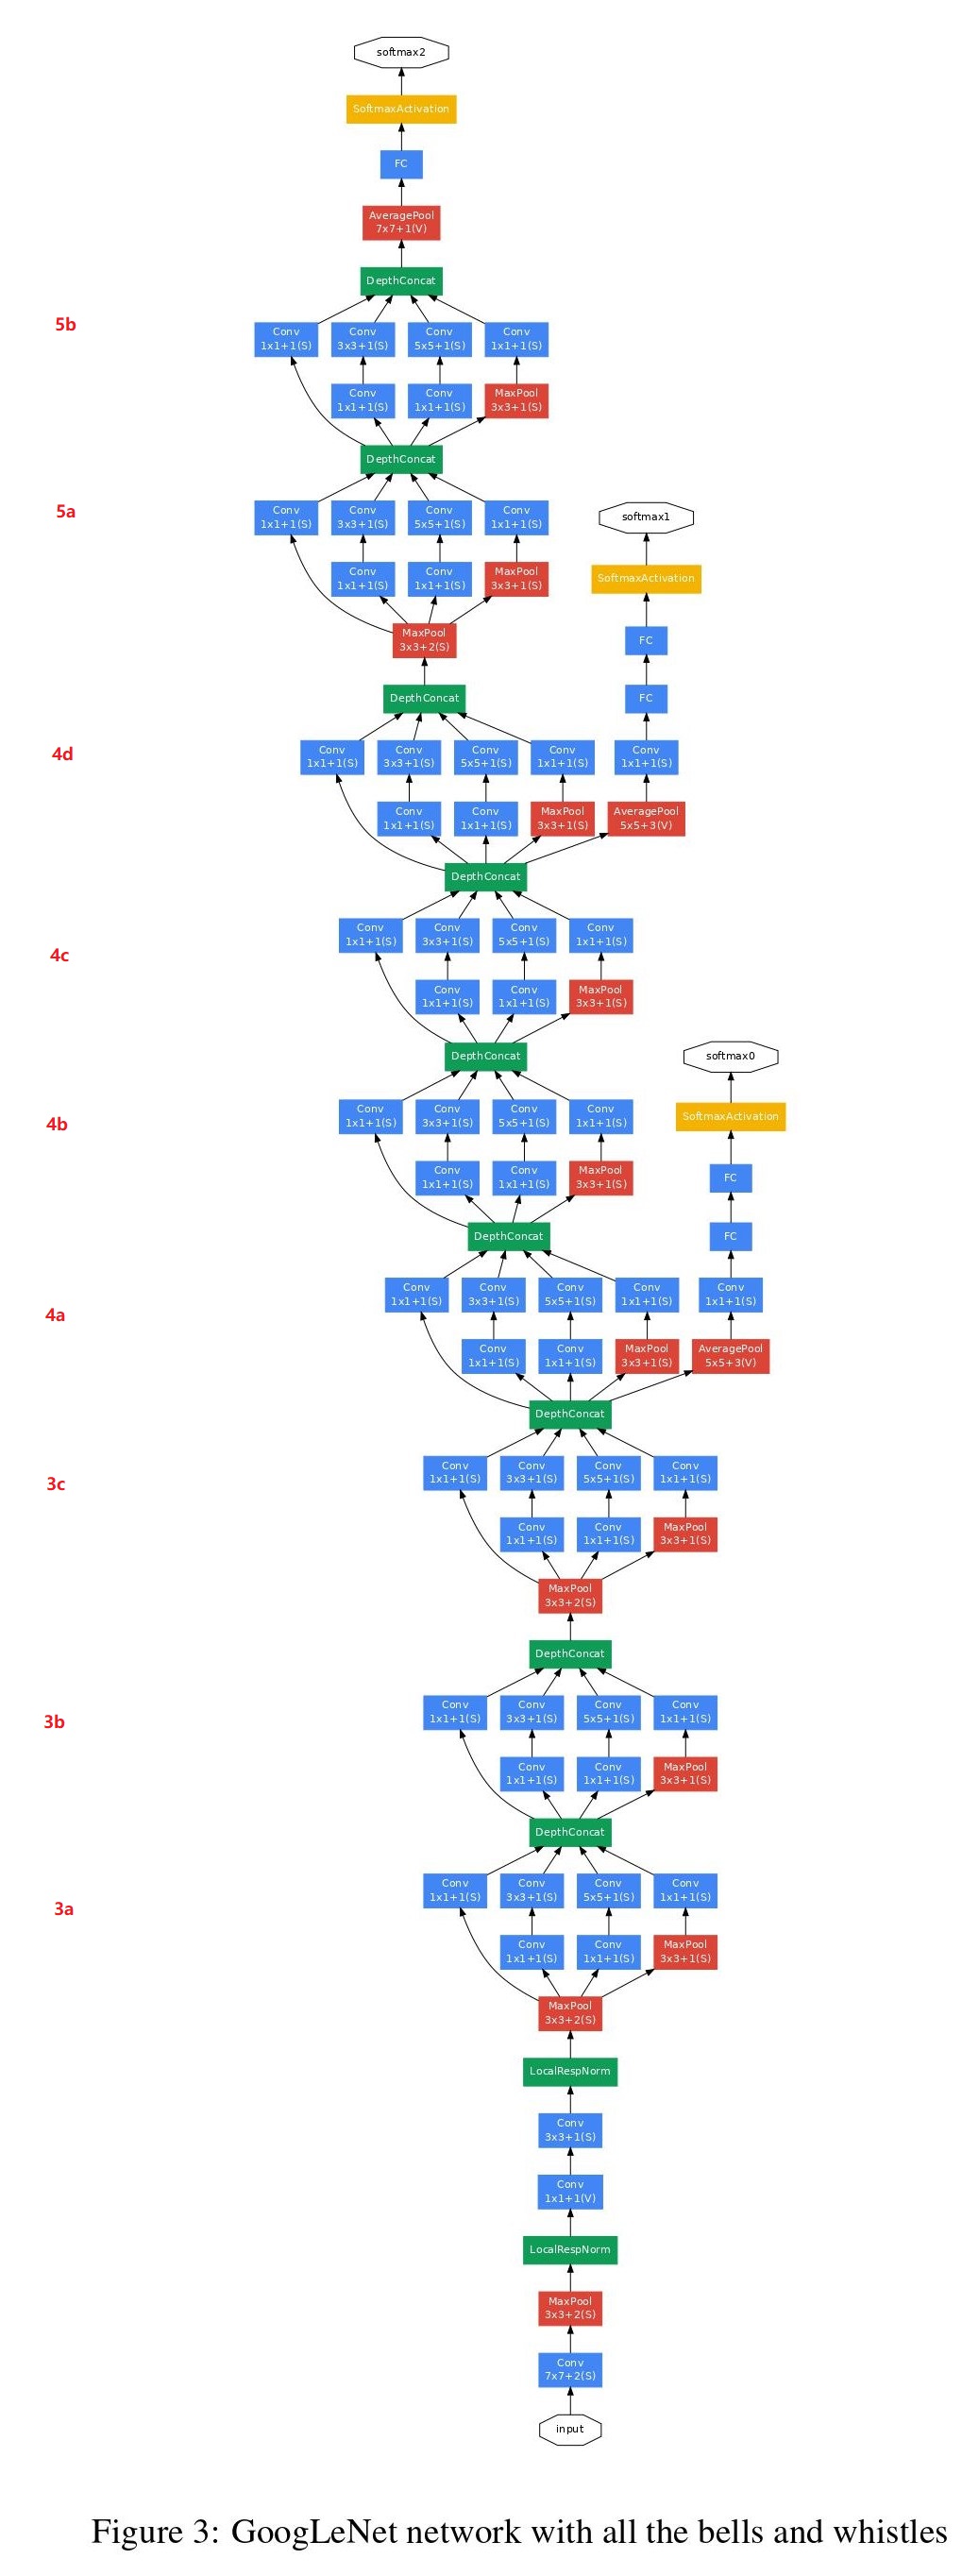 softmax2
SoftmaxActivation
FC
AveragePool
7x7+1(V)
DepthConcat
5b
Conv
1x1+1(S)
Conv
3x3+1(S)
Conv
5x5+1(S)
Conv
1x1+1(S)
Conv
1x1+1(S)
Conv
1x1+1(S)
MaxPool
3x3+1(S)
DepthConcat
5a
Conv
1x1+1(S)
Conv
3x3+1(S)
Conv
5x5+1(S)
Conv
1x1+1(S)
softmax1
Conv
1x1+1(S)
Conv
1x1+1(S)
MaxPool
3x3+1(S)
SoftmaxActivation
MaxPool
3x3+2(S)
FC
DepthConcat
FC
4d
Conv
1x1+1(S)
Conv
3x3+1(S)
Conv
5x5+1(S)
Conv
1x1+1(S)
Conv
1x1+1(S)
Conv
1x1+1(S)
Conv
1x1+1(S)
MaxPool
3x3+1(S)
AveragePool
5x5+3(V)
DepthConcat
4c
Conv
1x1+1(S)
Conv
3x3+1(S)
Conv
5x5+1(S)
Conv
1x1+1(S)
Conv
1x1+1(S)
Conv
1x1+1(S)
MaxPool
3x3+1(S)
DepthConcat
softmax0
4b
Conv
1x1+1(S)
Conv
3x3+1(S)
Conv
5x5+1(S)
Conv
1x1+1(S)
SoftmaxActivation
Conv
1x1+1(S)
Conv
1x1+1(S)
MaxPool
3x3+1(S)
FC
DepthConcat
FC
4a
Conv
1x1+1(S)
Conv
3x3+1(S)
Conv
5x5+1(S)
Conv
1x1+1(S)
Conv
1x1+1(S)
Conv
1x1+1(S)
Conv
1x1+1(S)
MaxPool
3x3+1(S)
AveragePool
5x5+3(V)
DepthConcat
3c
Conv
1x1+1(S)
Conv
3x3+1(S)
Conv
5x5+1(S)
Conv
1x1+1(S)
Conv
1x1+1(S)
Conv
1x1+1(S)
MaxPool
3x3+1(S)
MaxPool
3x3+2(S)
DepthConcat
3b
Conv
1x1+1(S)
Conv
3x3+1(S)
Conv
5x5+1(S)
Conv
1x1+1(S)
Conv
1x1+1(S)
Conv
1x1+1(S)
MaxPool
3x3+1(S)
DepthConcat
3a
Conv
1x1+1(S)
Conv
3x3+1(S)
Conv
5x5+1(S)
Conv
1x1+1(S)
Conv
1x1+1(S)
Conv
1x1+1(S)
MaxPool
3x3+1(S)
MaxPool
3x3+2(S)
LocalRespNorm
Conv
3x3+1(S)
Conv
1x1+1(V)
LocalRespNorm
MaxPool
3x3+2(S)
Conv
7x7+2(S)
input
Figure 3: GoogLeNet network with all the bells and whistles